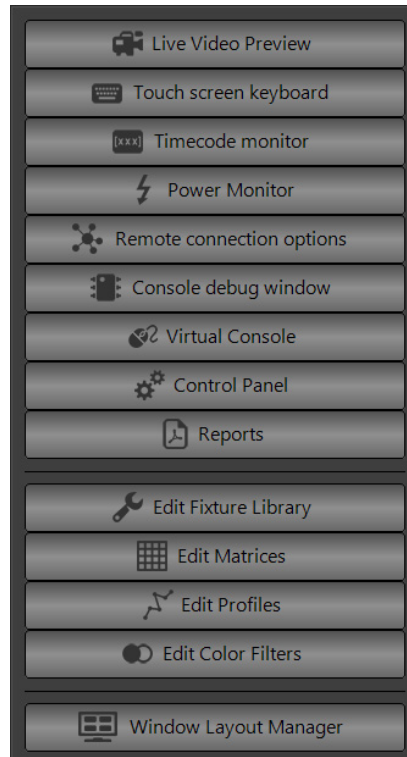 Live Video Preview
Touch screen keyboard
[xxx] Timecode monitor
Power Monitor
Remote connection options
Console debug window
Virtual Console
Control Panel
Reports
Edit Fixture Library
Edit Matrices
Edit Profiles
Edit Color Filters
Window Layout Manager